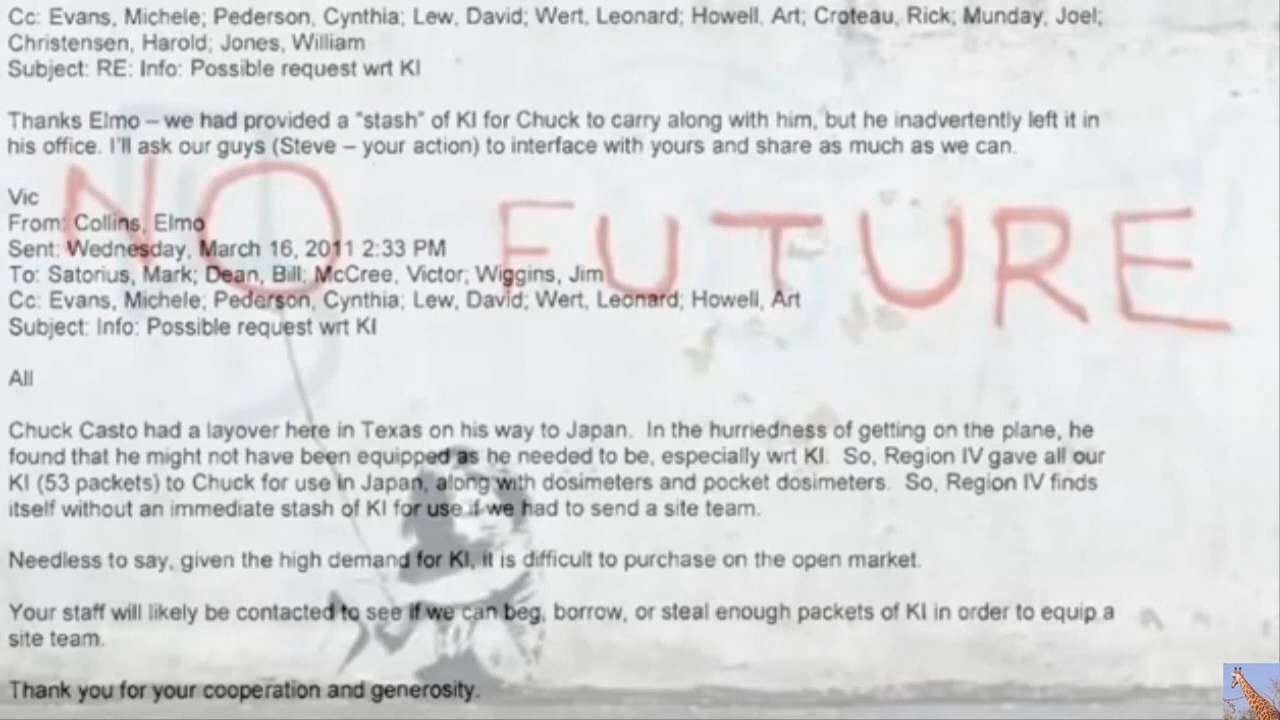 Cc: Evans, Michele; Pederson, Cynthia; Lew, David; Wert, Leonard; Howell, Art; Croteau, Rick; Munday, Joel;
Christensen, Harold; Jones, William
Subject: RE: Info: Possible request wrt KI
Thanks Elmo – we had provided a "stash" of KI for Chuck to carry along with him, but he inadvertently left it in
his office. I'll ask our guys (Steve – your action) to interface with yours and share as much as we can.
Vic
From: Collins, Elmo
Sent: Wednesday, March 16, 2011 2:33 PM
To: Satorius, Mark; Dean, Bill; McCree, Victor; Wiggins, Jim
Cc: Evans, Michele; Pederson, Cynthia; Lew, David; Wert, Leonard; Howell, Art
Subject: Info: Possible request wrt KI
NO FUTURE
All
Chuck Casto had a layover here in Texas on his way to Japan. In the hurriedness of getting on the plane, he
found that he might not have been equipped as he needed to be, especially wrt KI. So, Region IV gave all our
KI (53 packets) to Chuck for use in Japan, along with dosimeters and pocket dosimeters. So, Region IV finds
itself without an immediate stash of KI for use if we had to send a site team.
Needless to say, given the high demand for KI, it is difficult to purchase on the open market.
Your staff will likely be contacted to see if we can beg, borrow, or steal enough packets of KI in order to equip a
site team.
Thank you for your cooperation and generosity.